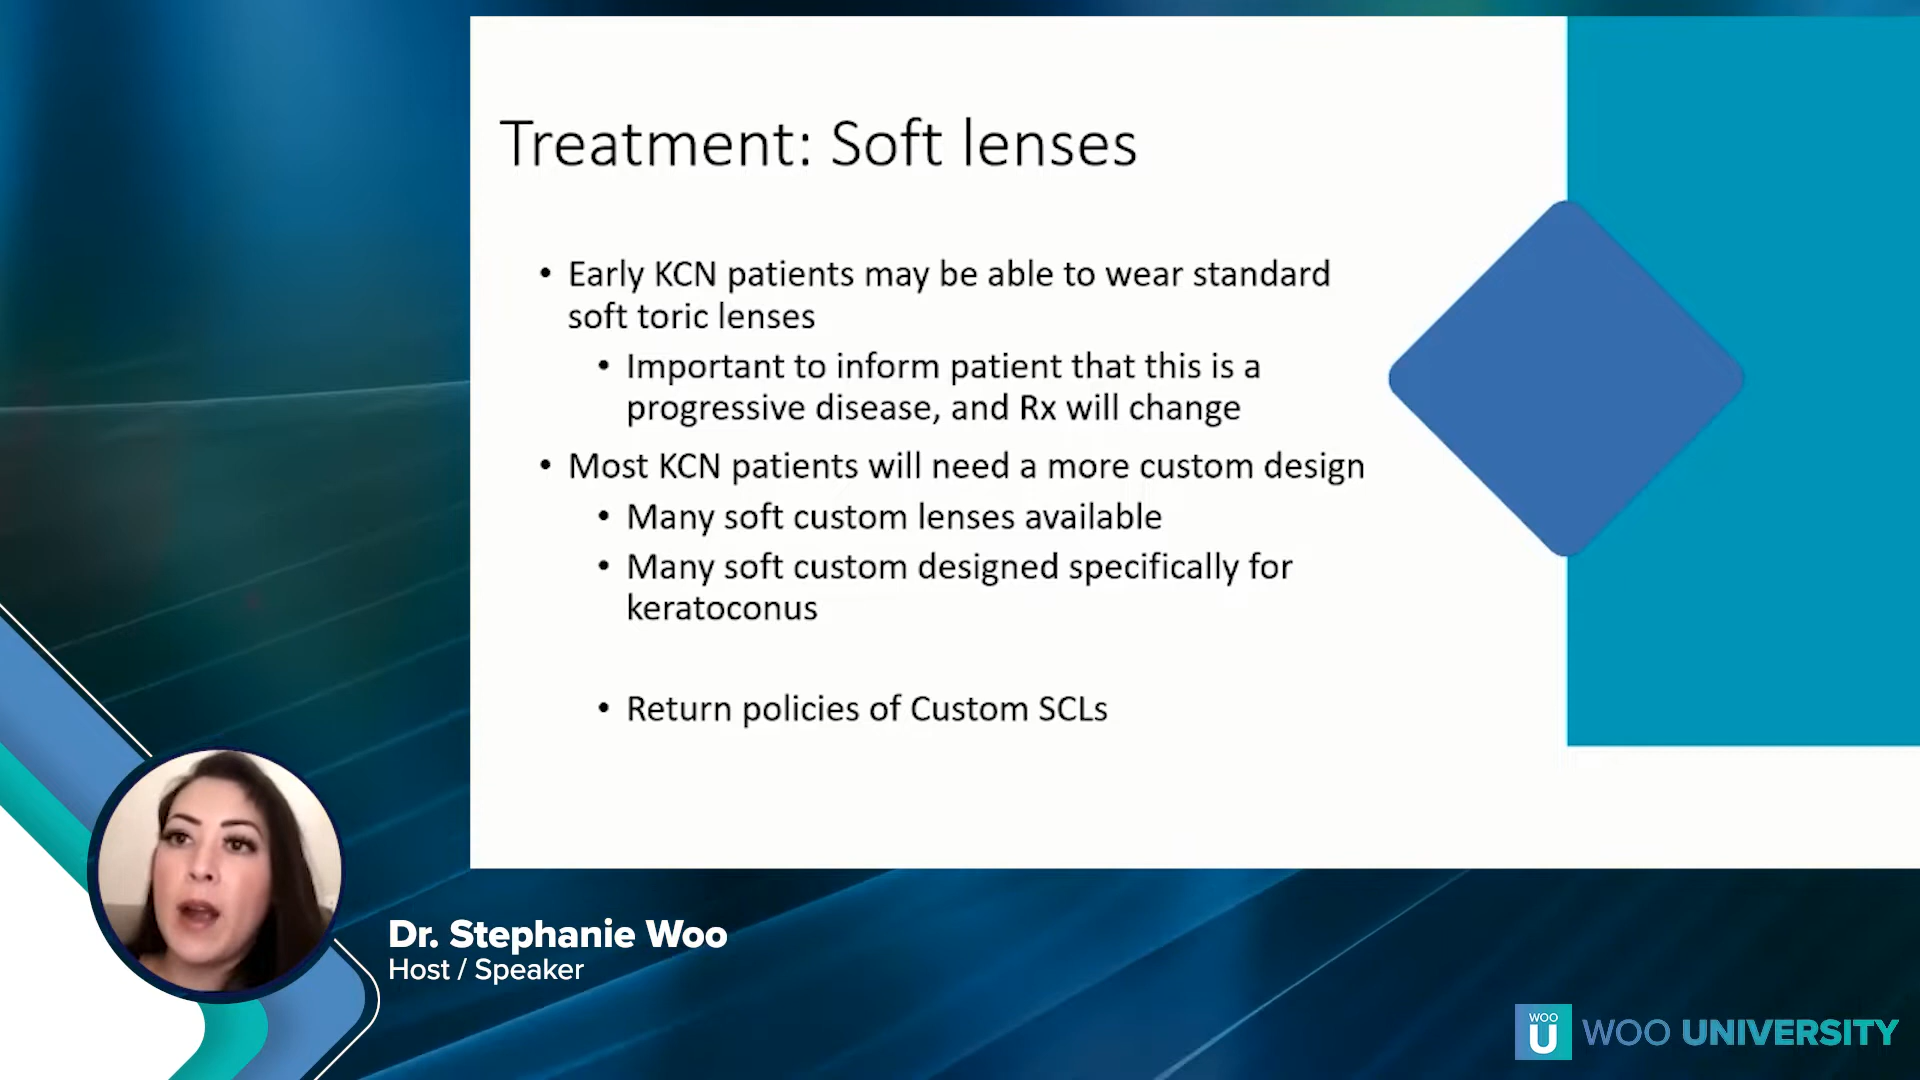 Treatment: Soft lenses
• Early KCN patients may be able to wear standard
soft toric lenses
• Important to inform patient that this is a
progressive disease, and Rx will change
• Most KCN patients will need a more custom design
• Many soft custom lenses available
• Many soft custom designed specifically for
keratoconus
• Return policies of Custom SCLs
Dr. Stephanie Woo
Host / Speaker
WOO
U
WOO UNIVERSITY